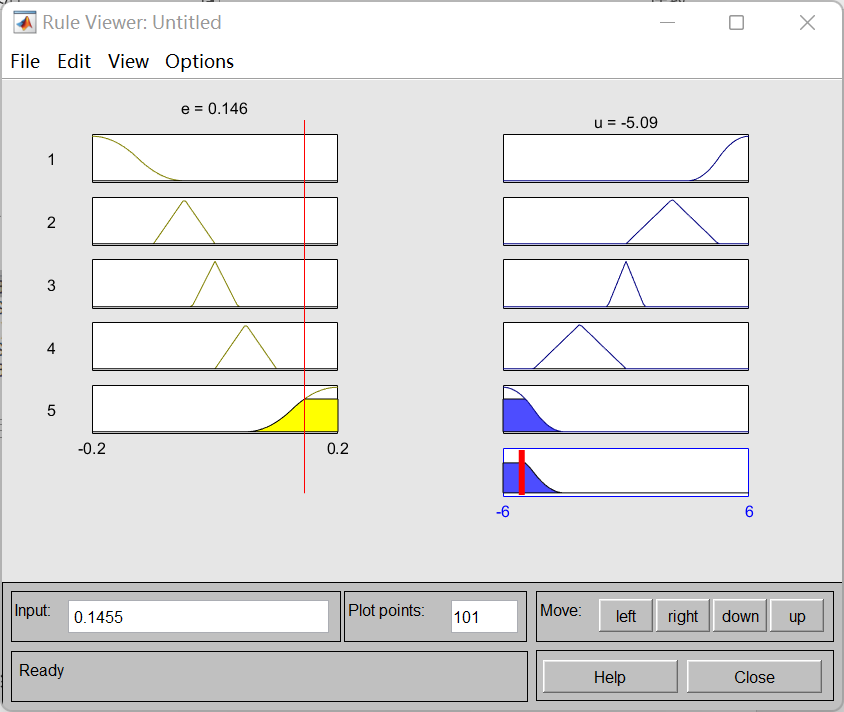 Rule Viewer: Untitled
File Edit View Options
e = 0.146
u = -5.09
1
2
3
4
5
-0.2 0.2
-6 6
Input: 0.1455 Plot points: 101 Move: left right down up
Ready Help Close